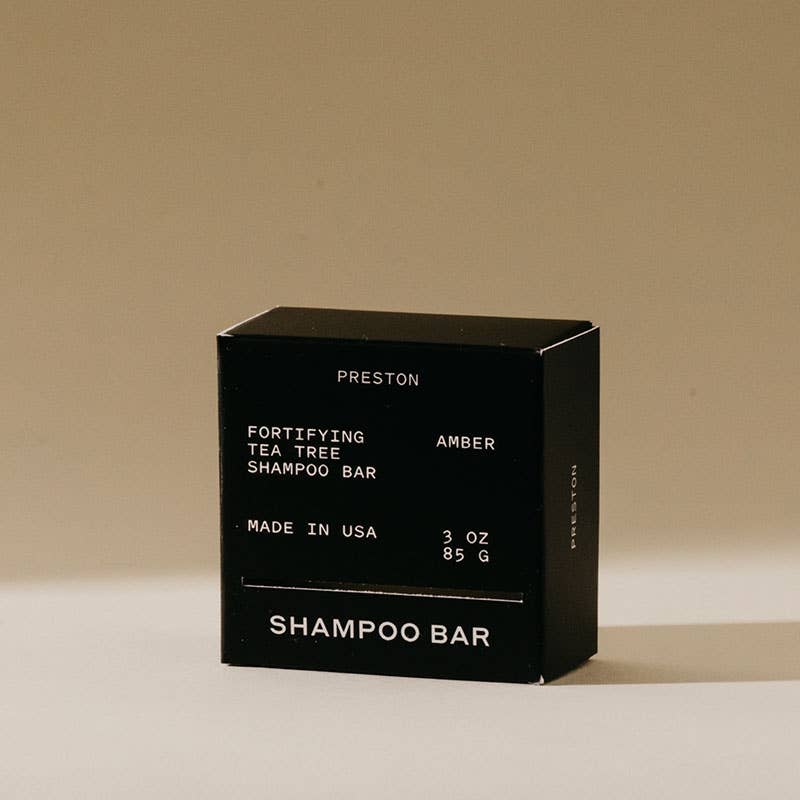 PRESTON
FORTIFYING
TEA TREE
SHAMPOO BAR
AMBER
MADE IN USA
3 OZ
85 G
SHAMPOO BAR
PRESTON